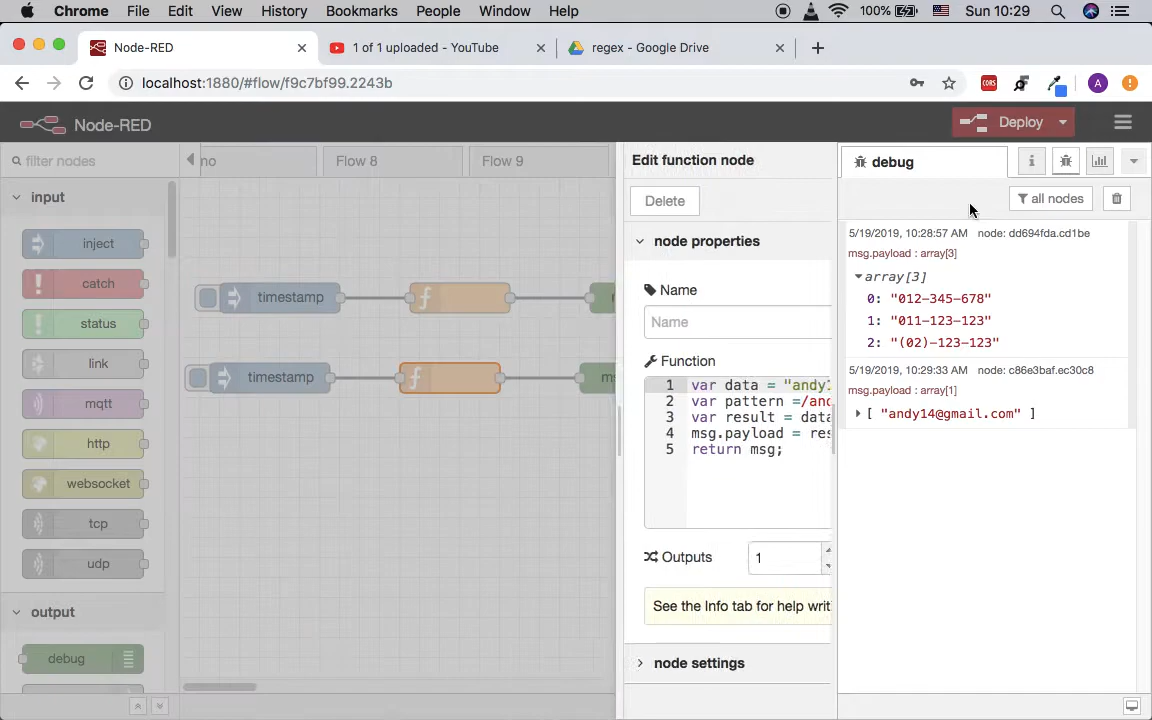 Chrome File Edit View History Bookmarks People Window Help 100% Sun 10:29
Node-RED
1 of 1 uploaded - YouTube
regex - Google Drive
localhost:1880/#flow/f9c7bf99.2243b
CORS
A
Node-RED
Deploy
filter nodes
no
Flow 8
Flow 9
Edit function node
debug
Delete
all nodes
input
inject
catch
status
link
mqtt
http
websocket
tcp
udp
output
debug
timestamp
f
timestamp
f
node properties
Name
Name
Function
1 var data = "andy
2 var pattern =/and
3 var result = data
4 msg.payload = res
5 return msg;
Outputs
1
See the Info tab for help writ
node settings
5/19/2019, 10:28:57 AM node: dd694fda.cd1be
msg.payload : array[3]
array[3]
0: "012-345-678"
1: "011-123-123"
2: "(02)-123-123"
5/19/2019, 10:29:33 AM node: c86e3baf.ec30c8
msg.payload : array[1]
[ "andy14@gmail.com" ]